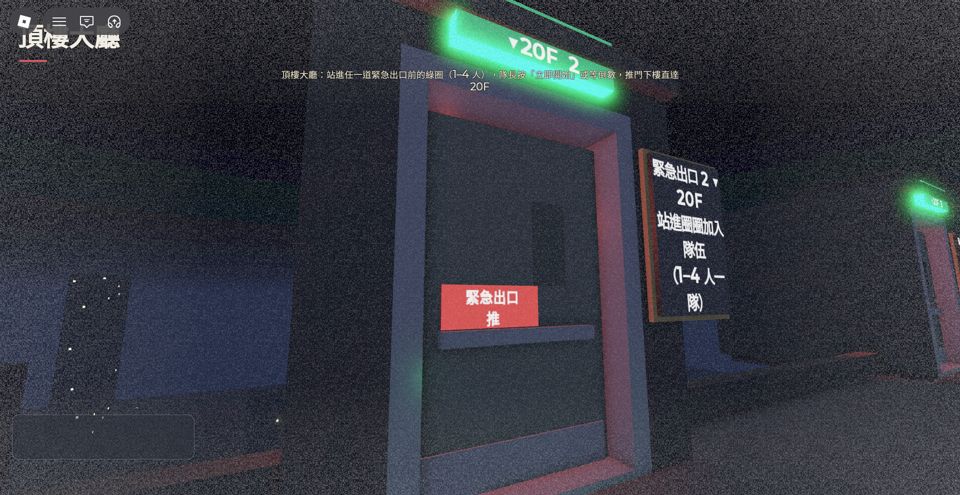 頂樓大廳
▼20F 2
頂樓大廳：站進任一道緊急出口前的綠圈（1–4 人），隊長按「立即開始」或等倒數，推門下樓直達
20F
緊急出口 2 ▼
20F
站進圈圈加入
隊伍
（1–4 人一
隊）
緊急出口
推